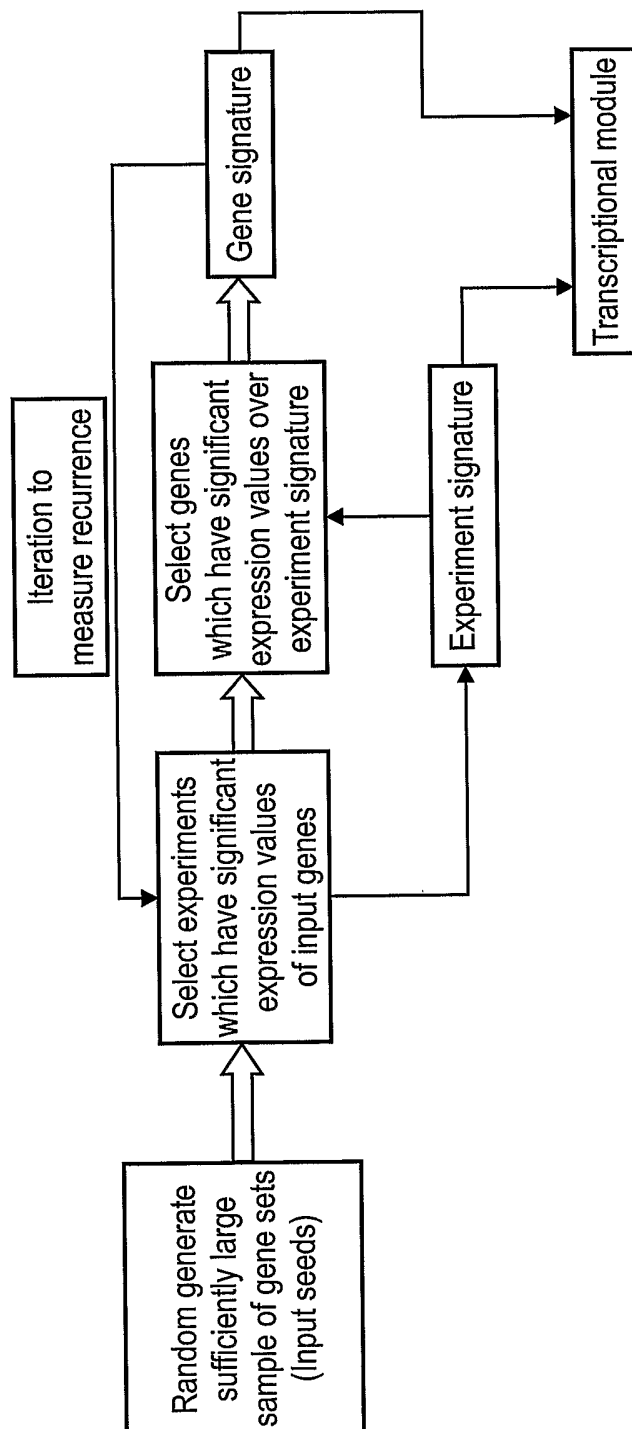 Random generate
sufficiently large
sample of gene sets
(Input seeds)
Select experiments
which have significant
expression values
of input genes
Iteration to
measure recurrence
Select genes
which have significant
expression values over
experiment signature
Gene signature
Experiment signature
Transcriptional module